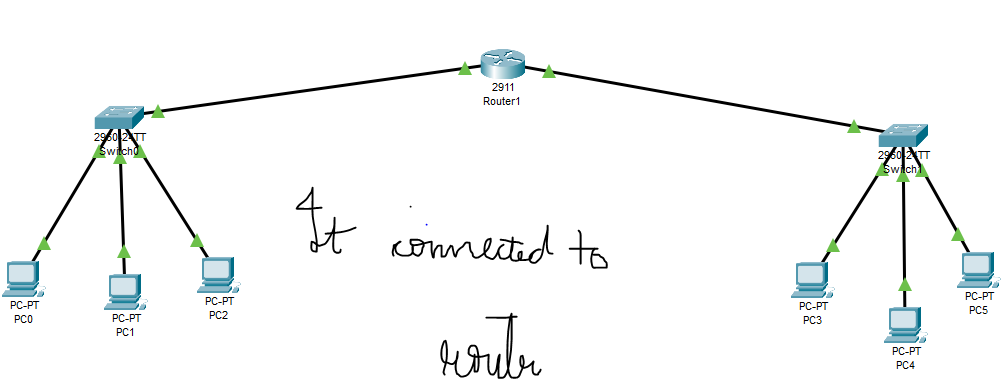 2911
Router1
2960-24TT
Switch0
2960-24TT
Switch1
It connected to
router
PC-PT
PC0
PC-PT
PC1
PC-PT
PC2
PC-PT
PC3
PC-PT
PC4
PC-PT
PC5